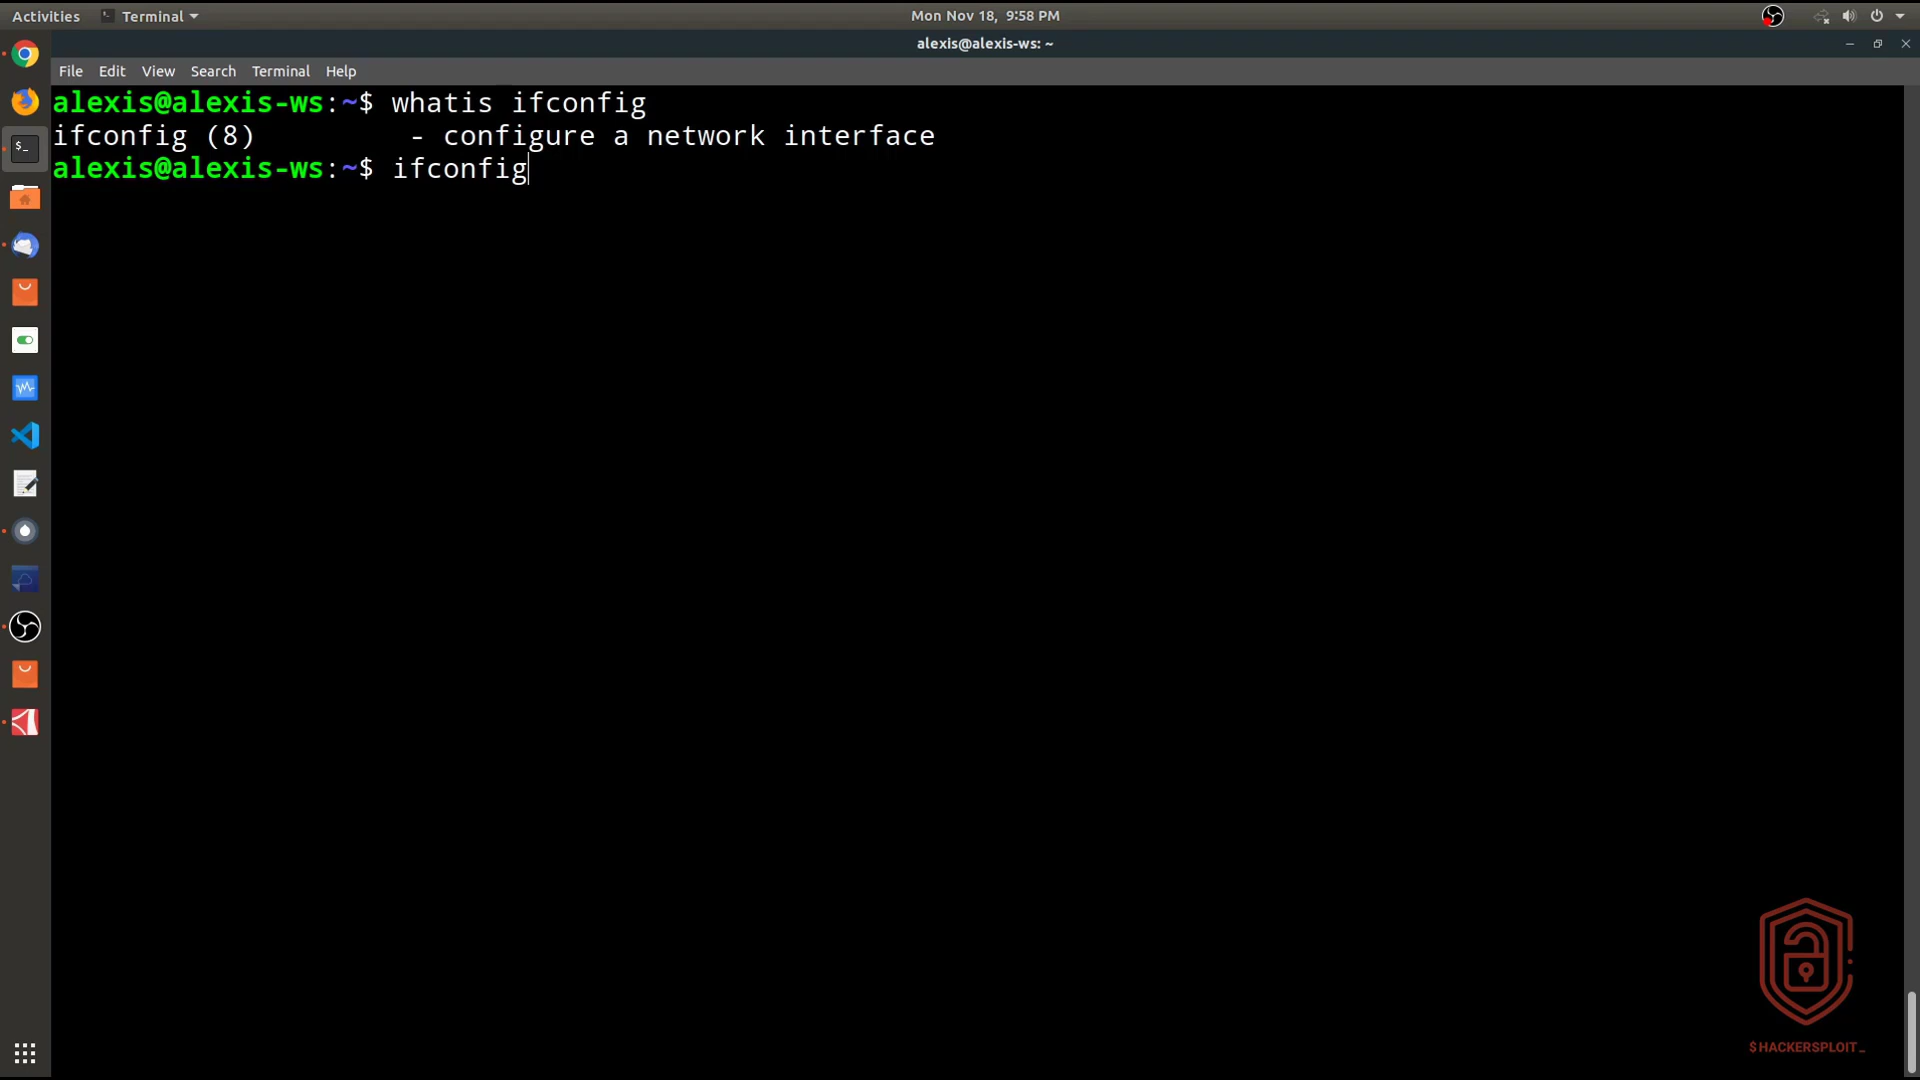 Activities Terminal Mon Nov 18, 9:58 PM
alexis@alexis-ws: ~
File Edit View Search Terminal Help
alexis@alexis-ws:~$ whatis ifconfig
ifconfig (8) - configure a network interface
alexis@alexis-ws:~$ ifconfig
$HACKERSPLOIT_